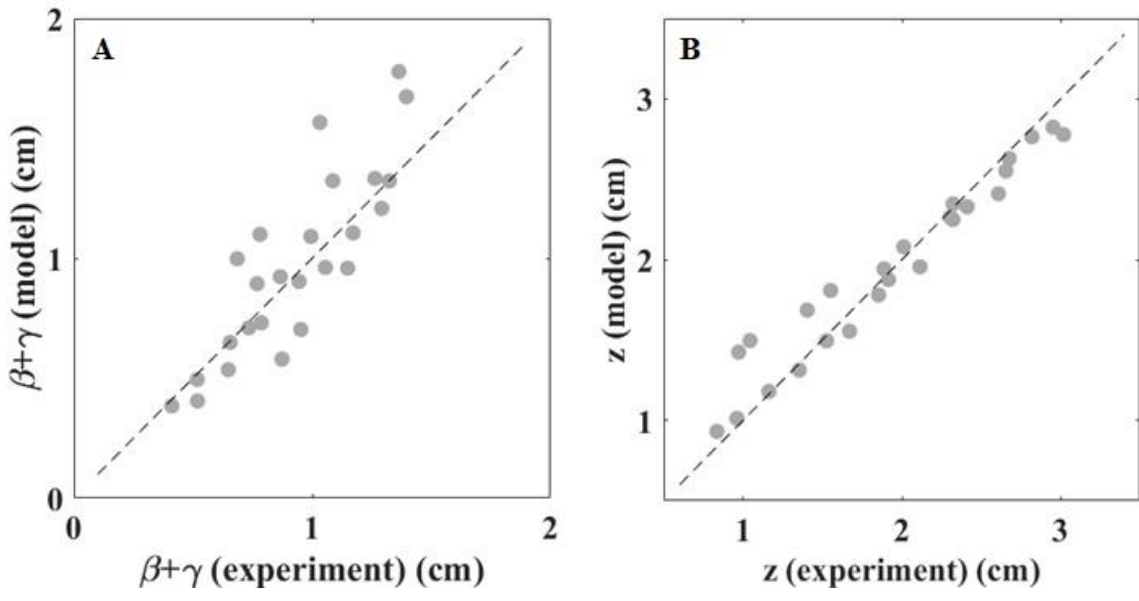 A
2
1
0
0
1
2
β+γ (model) (cm)
β+γ (experiment) (cm)
B
3
2
1
1
2
3
z (model) (cm)
z (experiment) (cm)